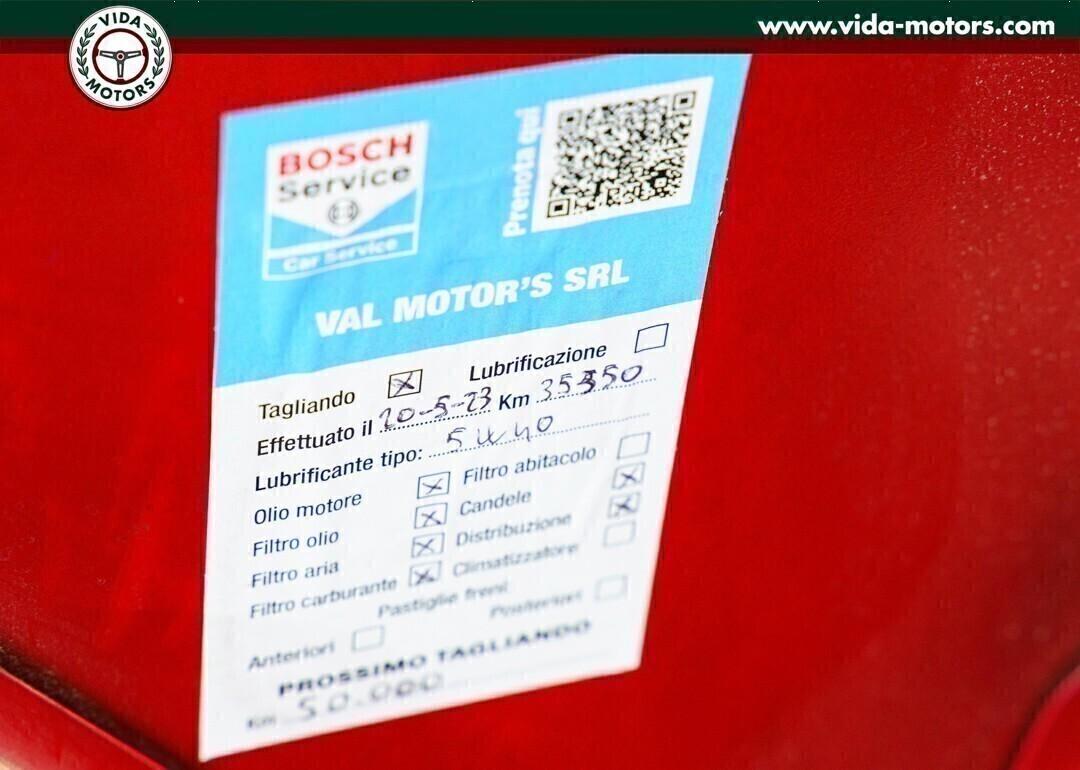 VIDA
MOTORS
www.vida-motors.com
BOSCH
Service
Car Service
Prenota qui
VAL MOTOR'S SRL
Tagliando Lubrificazione
Effettuato il 20-5-23 Km 35350
Lubrificante tipo: 5W40
Olio motore Filtro abitacolo
Filtro olio Candele
Filtro aria Distribuzione
Filtro carburante Climatizzatore
Pastiglie freni:
Anteriori Posteriori
PROSSIMO TAGLIANDO
Km 50.000